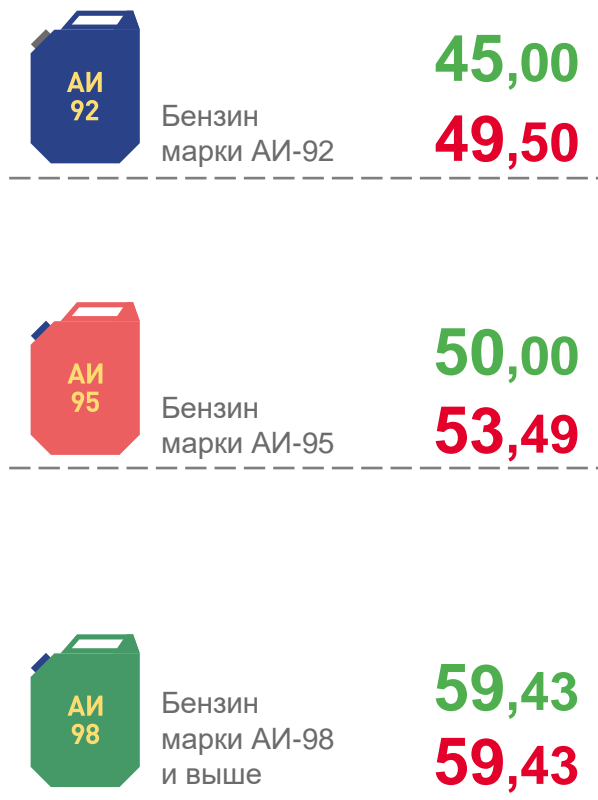 АИ
92
Бензин
марки АИ-92
45,00
49,50
АИ
95
Бензин
марки АИ-95
50,00
53,49
АИ
98
Бензин
марки АИ-98
и выше
59,43
59,43